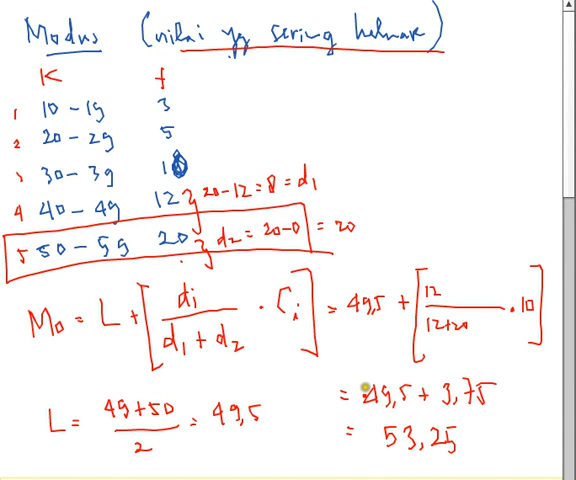 Modus (nilai yg sering keluar)
K f
1 10 - 19 3
2 20 - 29 5
3 30 - 39 10
4 40 - 49 12 } 20-12 = 8 = d1
5 50 - 59 20 } d2 = 20-0 = 20
Mo = L + [ di / d1 + d2 . Ci ] = 49,5 + [ 12 / 12+20 . 10 ]
L = 49+50 / 2 = 49,5
= 49,5 + 3,75
= 53,25